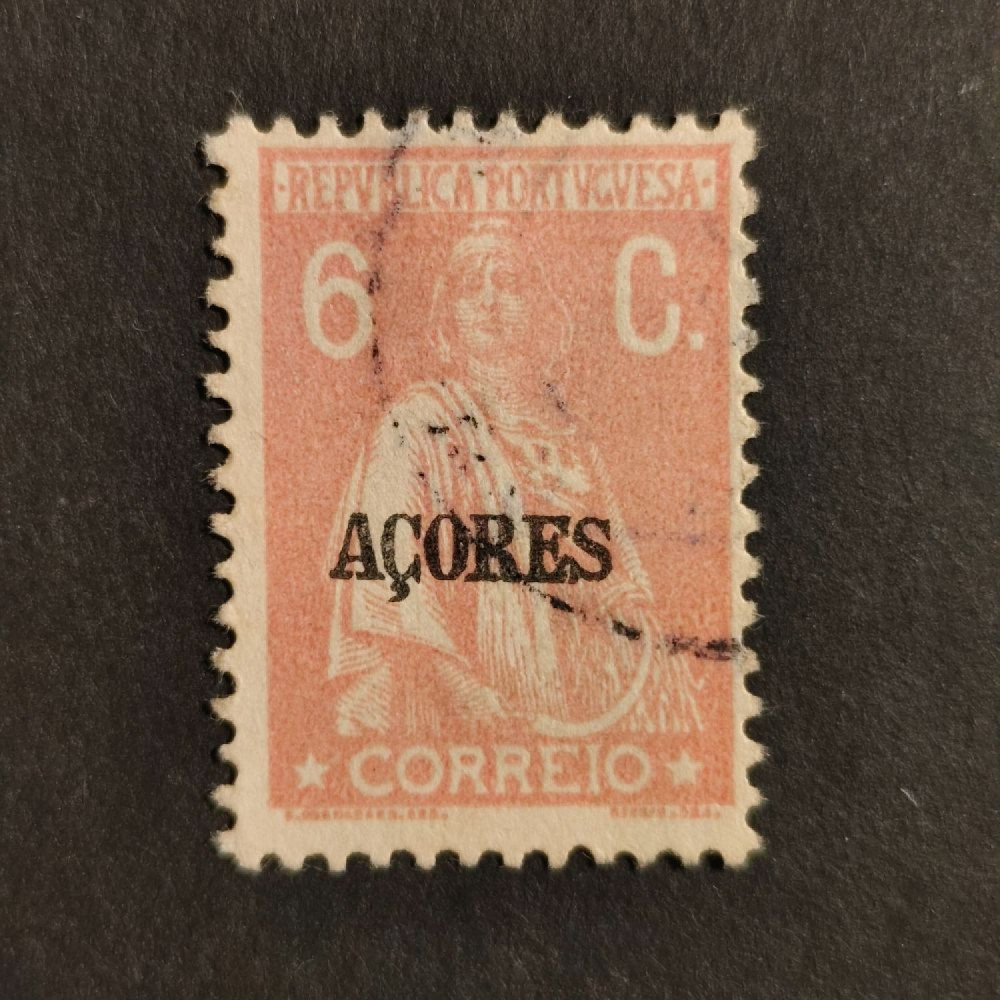 ·REPVBLICA PORTVGVESA·
6 C.
AÇORES
★ CORREIO ★